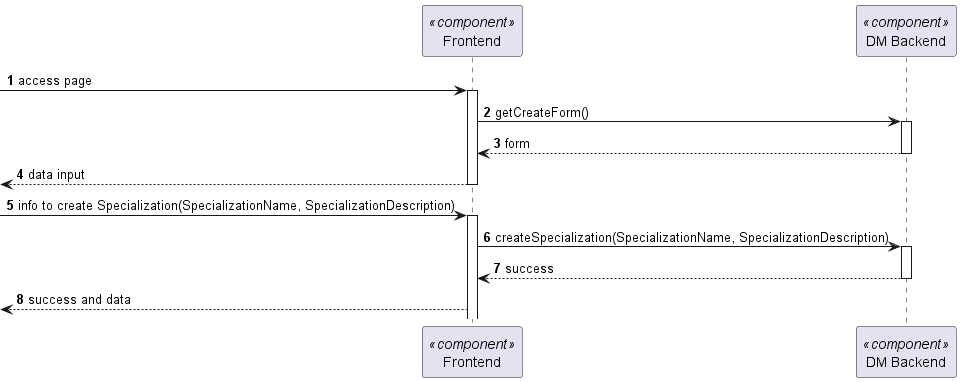 «component»
Frontend
«component»
DM Backend
1 access page
2 getCreateForm()
3 form
4 data input
5 info to create Specialization(SpecializationName, SpecializationDescription)
6 createSpecialization(SpecializationName, SpecializationDescription)
7 success
8 success and data
«component»
Frontend
«component»
DM Backend